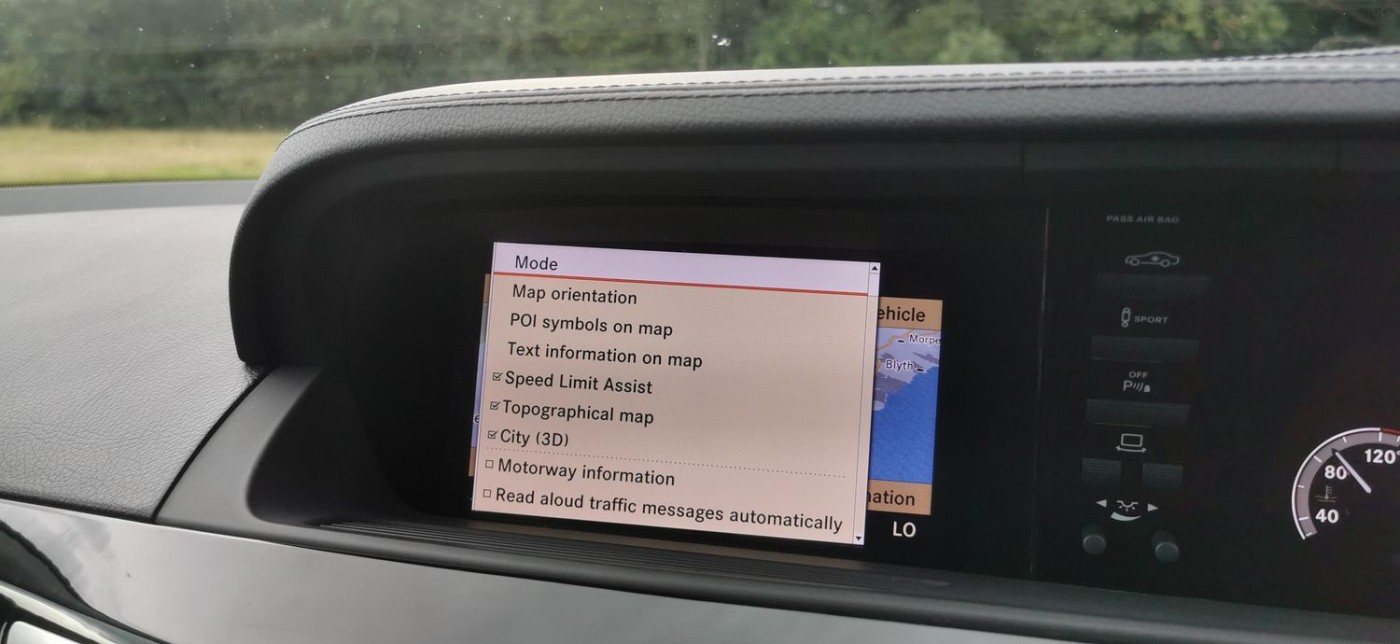 Mode
Map orientation
POI symbols on map
Text information on map
Speed Limit Assist
Topographical map
City (3D)
Motorway information
Read aloud traffic messages automatically
ehicle
Morpe
Blyth
ation
LO
PASS AIR BAG
SPORT
OFF
P
120°
80
40